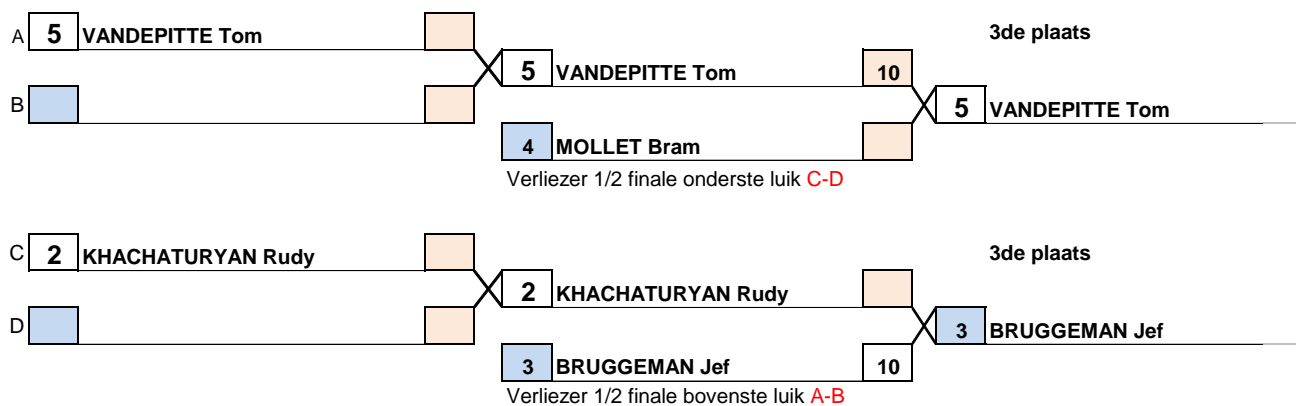 A 5 VANDEPITTE Tom
3de plaats
5 VANDEPITTE Tom 10
B
5 VANDEPITTE Tom
4 MOLLET Bram
Verliezer 1/2 finale onderste luik C-D
C 2 KHACHATURYAN Rudy
3de plaats
2 KHACHATURYAN Rudy
D
3 BRUGGEMAN Jef
3 BRUGGEMAN Jef 10
Verliezer 1/2 finale bovenste luik A-B